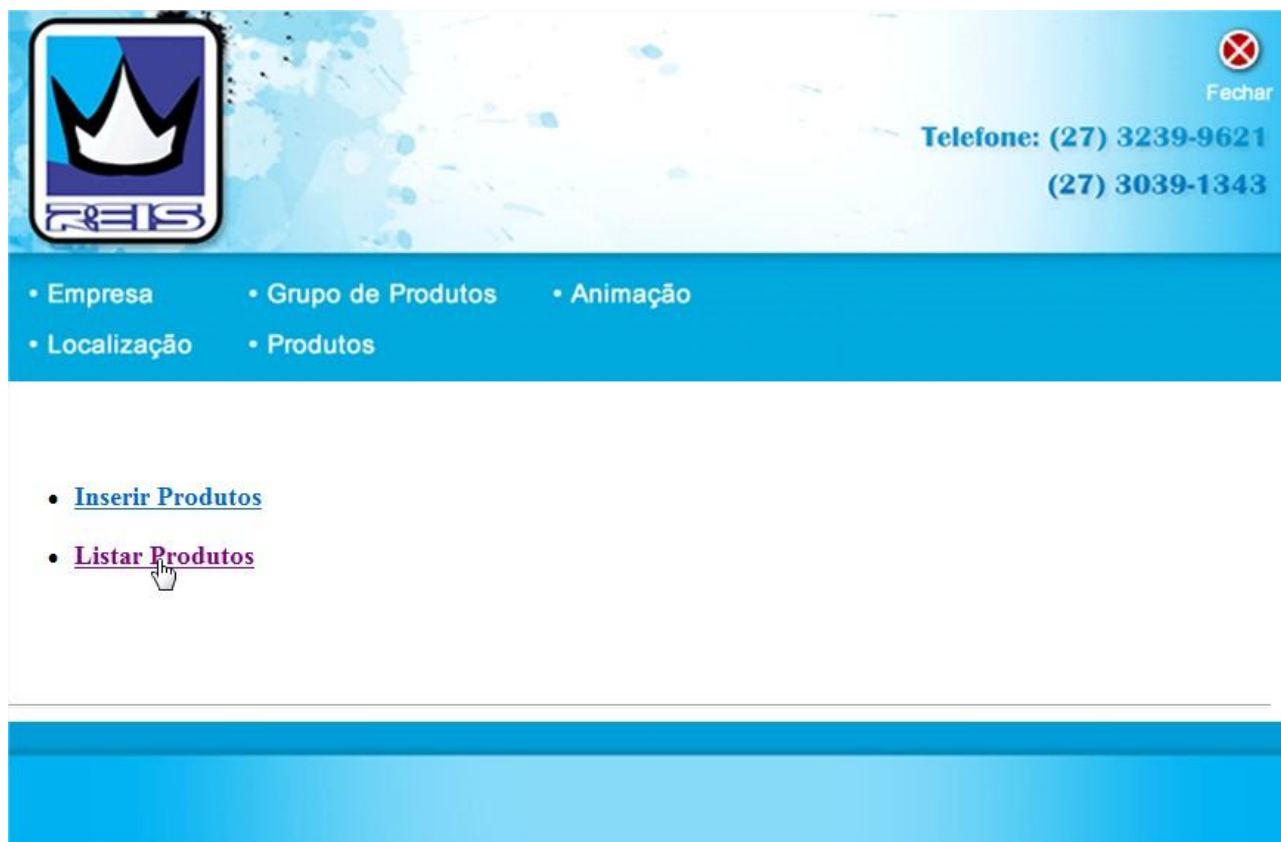 REIS
Fechar
Telefone: (27) 3239-9621
(27) 3039-1343
• Empresa • Grupo de Produtos • Animação
• Localização • Produtos
• Inserir Produtos
• Listar Produtos